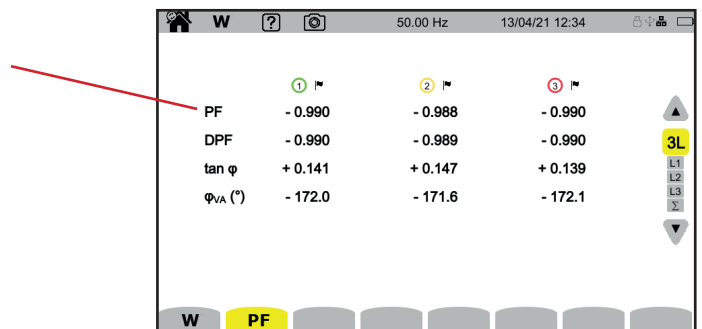 W ? 50.00 Hz 13/04/21 12:34
1 2 3
PF - 0.990 - 0.988 - 0.990
DPF - 0.990 - 0.989 - 0.990
tan φ + 0.141 + 0.147 + 0.139
φVA (°) - 172.0 - 171.6 - 172.1
3L
L1
L2
L3
Σ
W PF